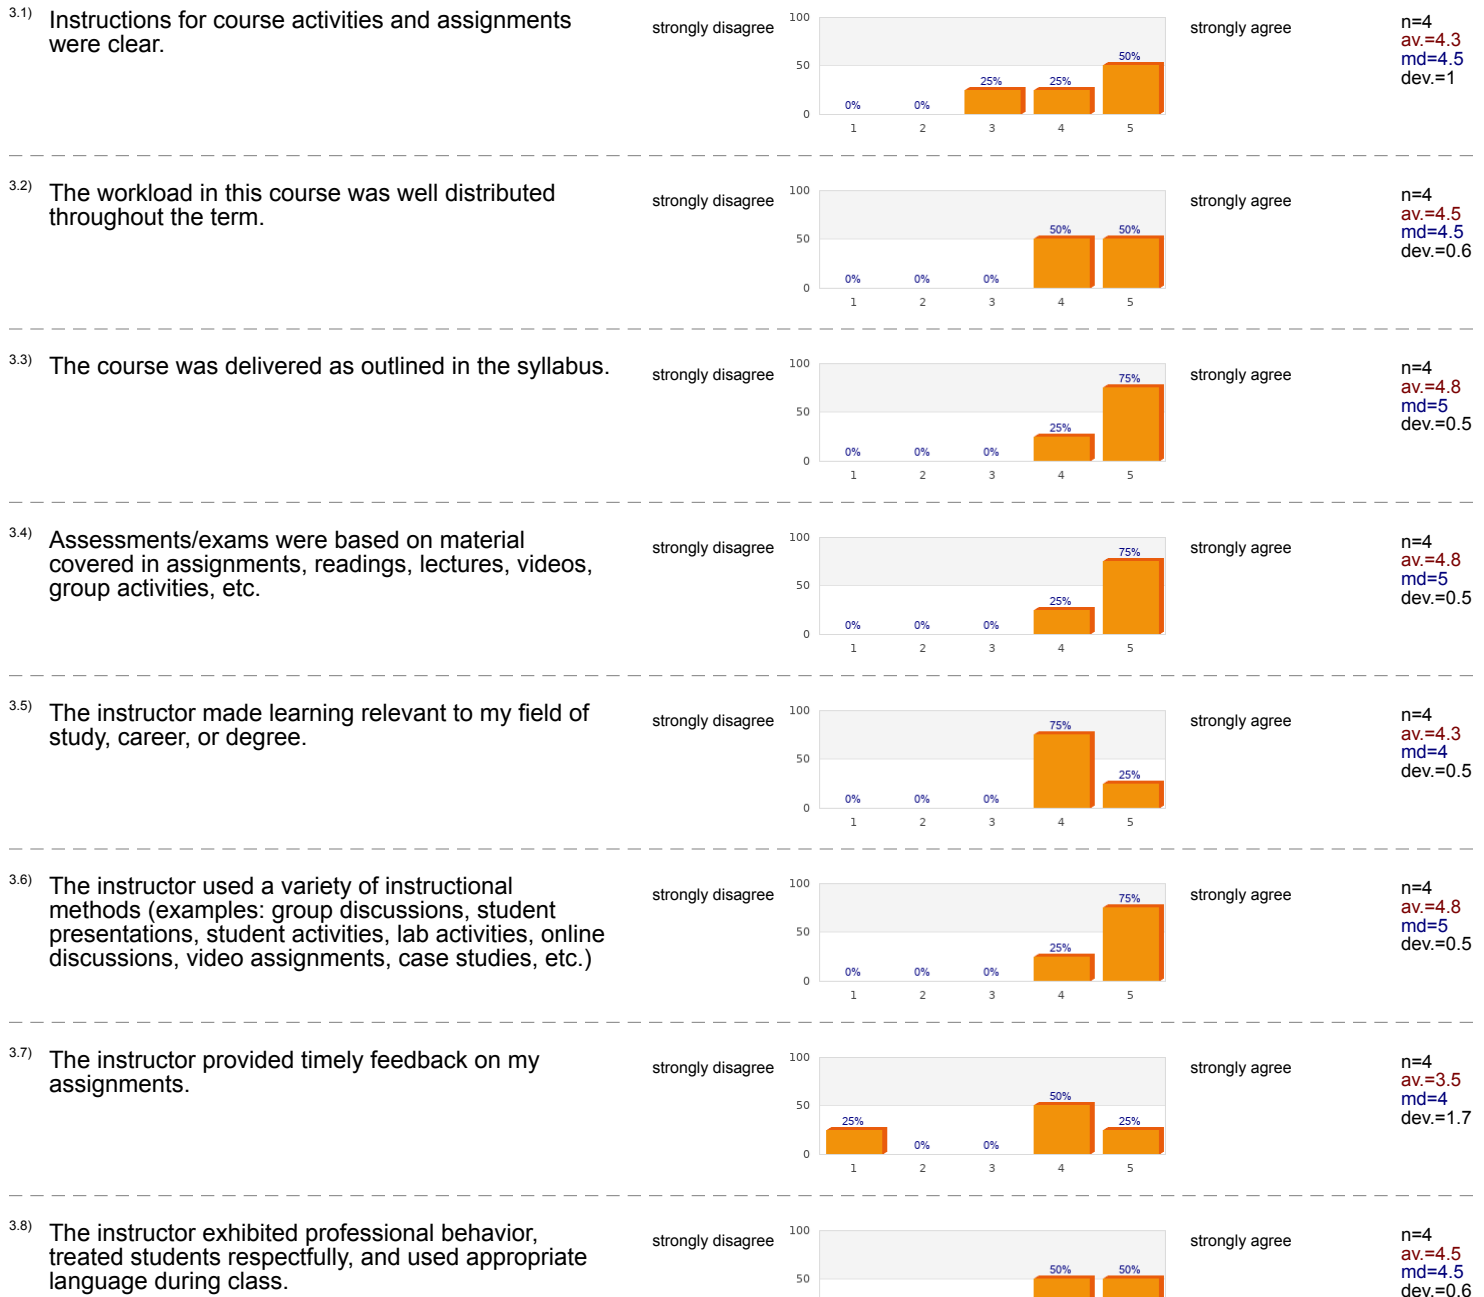 3.1) Instructions for course activities and assignments
were clear.
strongly disagree
100
50
0
0%
0%
25%
25%
50%
1 2 3 4 5
strongly agree
n=4
av.=4.3
md=4.5
dev.=1
3.2) The workload in this course was well distributed
throughout the term.
strongly disagree
100
50
0
0%
0%
0%
50%
50%
1 2 3 4 5
strongly agree
n=4
av.=4.5
md=4.5
dev.=0.6
3.3) The course was delivered as outlined in the syllabus.
strongly disagree
100
50
0
0%
0%
0%
25%
75%
1 2 3 4 5
strongly agree
n=4
av.=4.8
md=5
dev.=0.5
3.4) Assessments/exams were based on material
covered in assignments, readings, lectures, videos,
group activities, etc.
strongly disagree
100
50
0
0%
0%
0%
25%
75%
1 2 3 4 5
strongly agree
n=4
av.=4.8
md=5
dev.=0.5
3.5) The instructor made learning relevant to my field of
study, career, or degree.
strongly disagree
100
50
0
0%
0%
0%
75%
25%
1 2 3 4 5
strongly agree
n=4
av.=4.3
md=4
dev.=0.5
3.6) The instructor used a variety of instructional
methods (examples: group discussions, student
presentations, student activities, lab activities, online
discussions, video assignments, case studies, etc.)
strongly disagree
100
50
0
0%
0%
0%
25%
75%
1 2 3 4 5
strongly agree
n=4
av.=4.8
md=5
dev.=0.5
3.7) The instructor provided timely feedback on my
assignments.
strongly disagree
100
50
0
25%
0%
0%
50%
25%
1 2 3 4 5
strongly agree
n=4
av.=3.5
md=4
dev.=1.7
3.8) The instructor exhibited professional behavior,
treated students respectfully, and used appropriate
language during class.
strongly disagree
100
50
50%
50%
strongly agree
n=4
av.=4.5
md=4.5
dev.=0.6